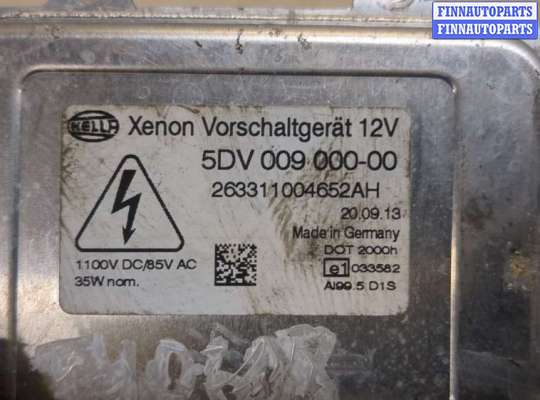 FINNAUTOPARTS
FINNAUTOPARTS
HELLA Xenon Vorschaltgerät 12V
5DV 009 000-00
263311004652AH
20.09.13
Made in Germany
DOT 2000h
1100V DC/85V AC
e1 033582
35W nom.
AI99.5 D1S